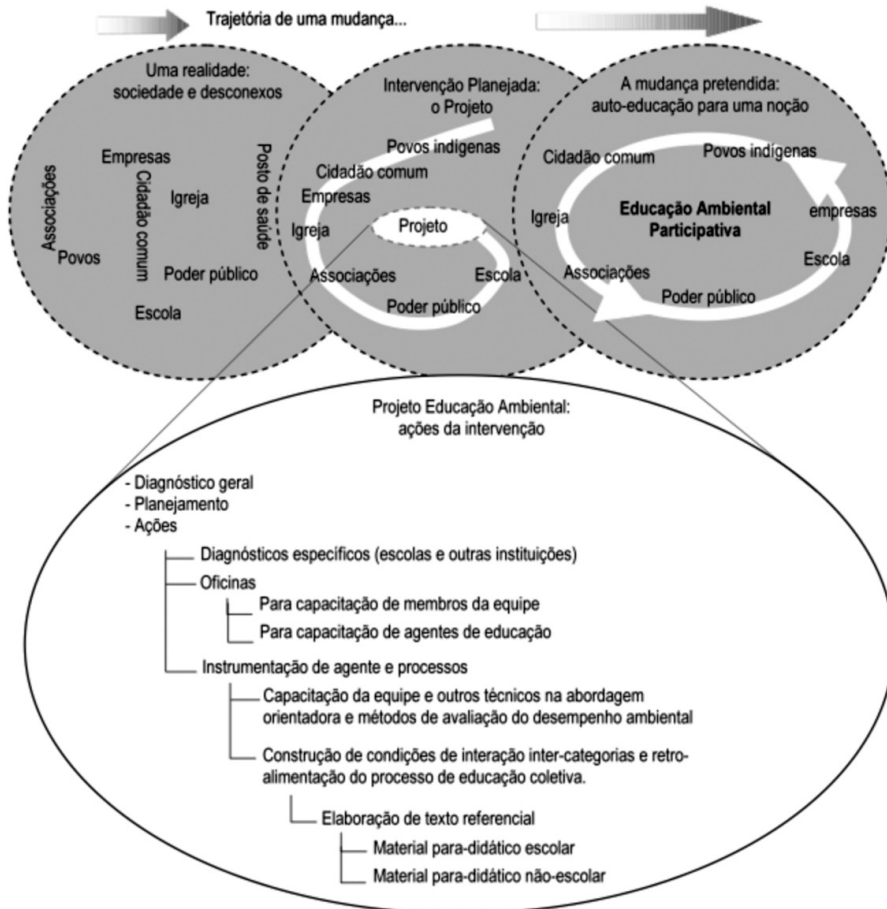 Trajetória de uma mudança...
Uma realidade:
sociedade e desconexos
Empresas
Associações
Cidadão comum
Igreja
Posto de saúde
Povos
Poder público
Escola
Intervenção Planejada:
o Projeto
Povos indígenas
Cidadão comum
Empresas
Igreja
Projeto
Associações
Escola
Poder público
A mudança pretendida:
auto-educação para uma noção
Cidadão comum
Povos indígenas
Igreja
Educação Ambiental
Participativa
empresas
Associações
Escola
Poder público
Projeto Educação Ambiental:
ações da intervenção
- Diagnóstico geral
- Planejamento
- Ações
Diagnósticos específicos (escolas e outras instituições)
Oficinas
Para capacitação de membros da equipe
Para capacitação de agentes de educação
Instrumentação de agente e processos
Capacitação da equipe e outros técnicos na abordagem
orientadora e métodos de avaliação do desempenho ambiental
Construção de condições de interação inter-categorias e retro-
alimentação do processo de educação coletiva.
Elaboração de texto referencial
Material para-didático escolar
Material para-didático não-escolar